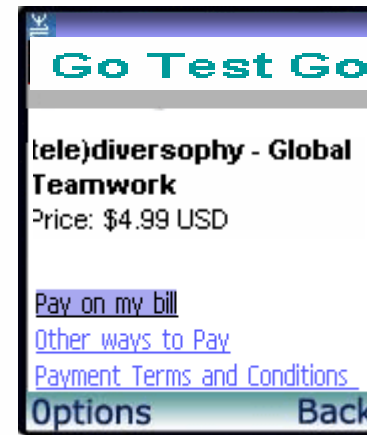 Go Test Go
tele)diversophy - Global
Teamwork
Price: $4.99 USD
Pay on my bill
Other ways to Pay
Payment Terms and Conditions
Options Back